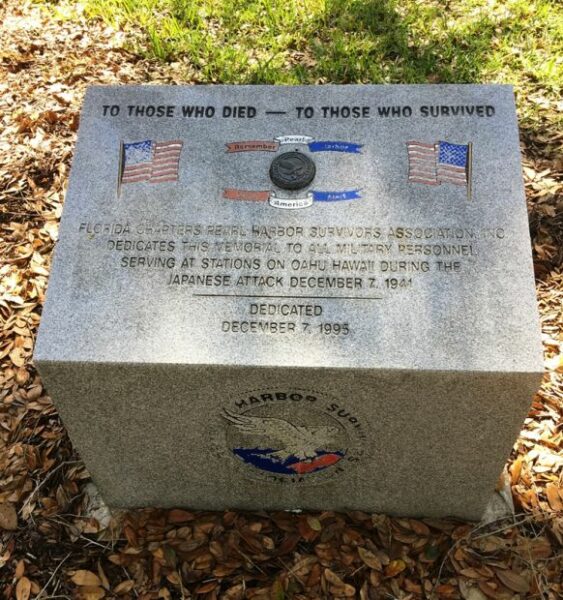 TO THOSE WHO DIED — TO THOSE WHO SURVIVED
Remember Pearl Harbor
America
FLORIDA CHAPTERS PEARL HARBOR SURVIVORS ASSOCIATION, INC.
DEDICATES THIS MEMORIAL TO ALL MILITARY PERSONNEL
SERVING AT STATIONS ON OAHU HAWAII DURING THE
JAPANESE ATTACK DECEMBER 7, 1941
DEDICATED
DECEMBER 7, 1995
HARBOR